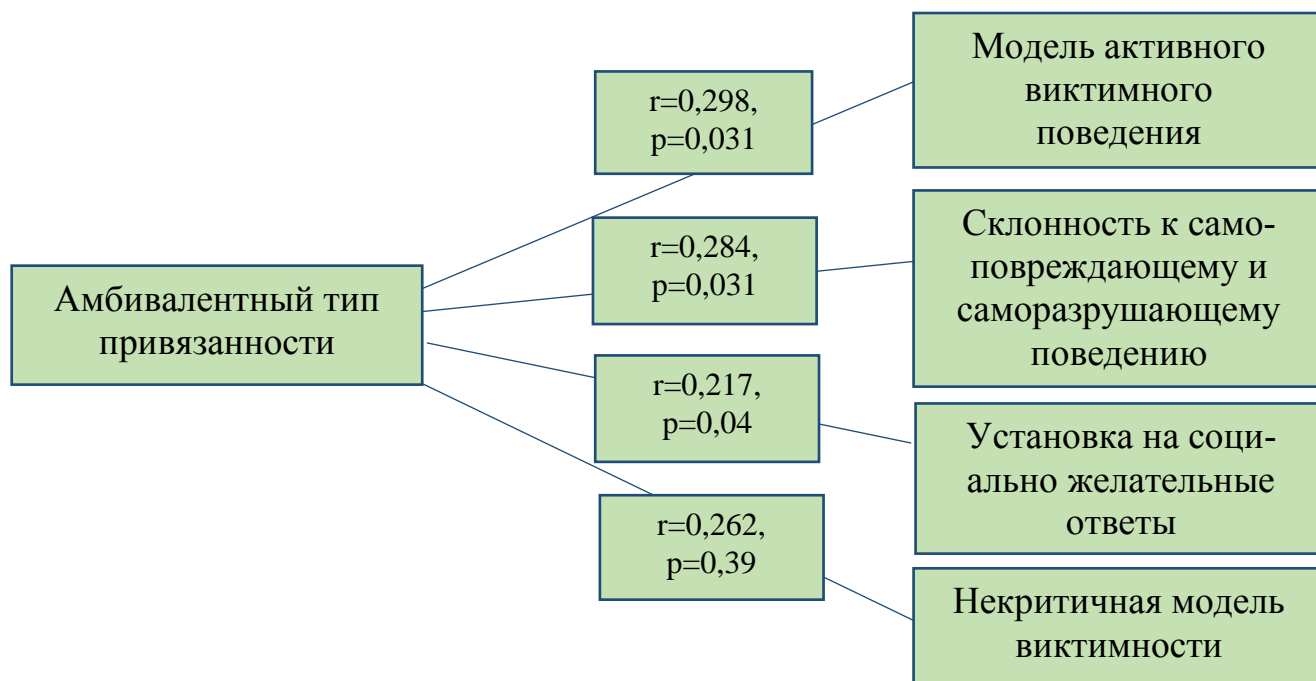 Амбивалентный тип
привязанности
r=0,298,
p=0,031
Модель активного
виктимного
поведения
r=0,284,
p=0,031
Склонность к само-
повреждающему и
саморазрушающему
поведению
r=0,217,
p=0,04
Установка на соци-
ально желательные
ответы
r=0,262,
p=0,39
Некритичная модель
виктимности